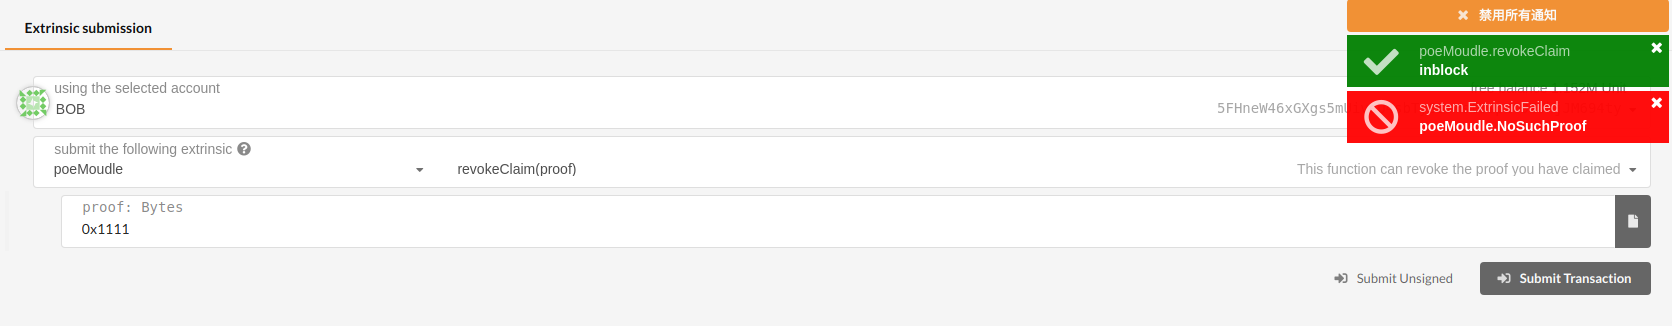 Extrinsic submission
禁用所有通知
poeMoudle.revokeClaim
inblock
system.ExtrinsicFailed
poeMoudle.NoSuchProof
using the selected account
BOB
free balance
5FHneW46xGXgs5m
submit the following extrinsic
poeMoudle
revokeClaim(proof)
This function can revoke the proof you have claimed
proof: Bytes
0x1111
Submit Unsigned
Submit Transaction